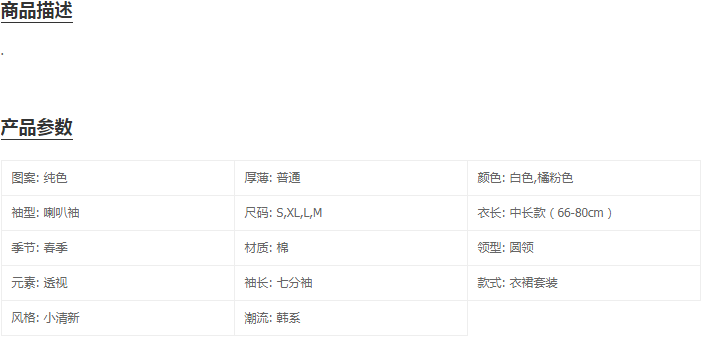 商品描述
.
产品参数
图案: 纯色 厚薄: 普通 颜色: 白色,橘粉色
袖型: 喇叭袖 尺码: S,XL,L,M 衣长: 中长款 ( 66-80cm )
季节: 春季 材质: 棉 领型: 圆领
元素: 透视 袖长: 七分袖 款式: 衣裙套装
风格: 小清新 潮流: 韩系